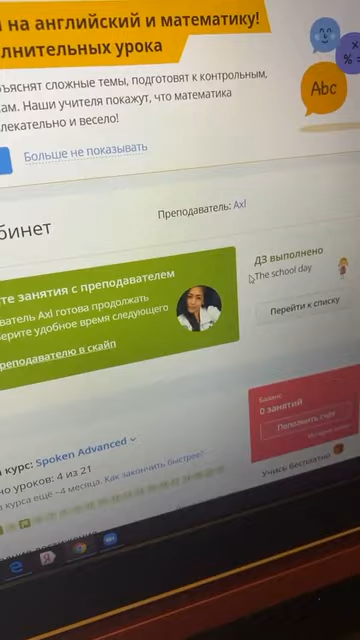 и на английский и математику!
лнительных урока
ъяснят сложные темы, подготовят к контрольным,
ам. Наши учителя покажут, что математика
лекательно и весело!
Больше не показывать
Abc
бинет
Преподаватель: Axl
те занятия с преподавателем
ватель Axl готова продолжать
ерите удобное время следующего
реподавателю в скайп
ДЗ выполнено
The school day
Перейти к списку
Баланс
0 занятий
Пополнить счёт
Учись бесплатно
курс: Spoken Advanced
но уроков: 4 из 21
а курса ещё ~4 месяца. Как закончить быстрее?